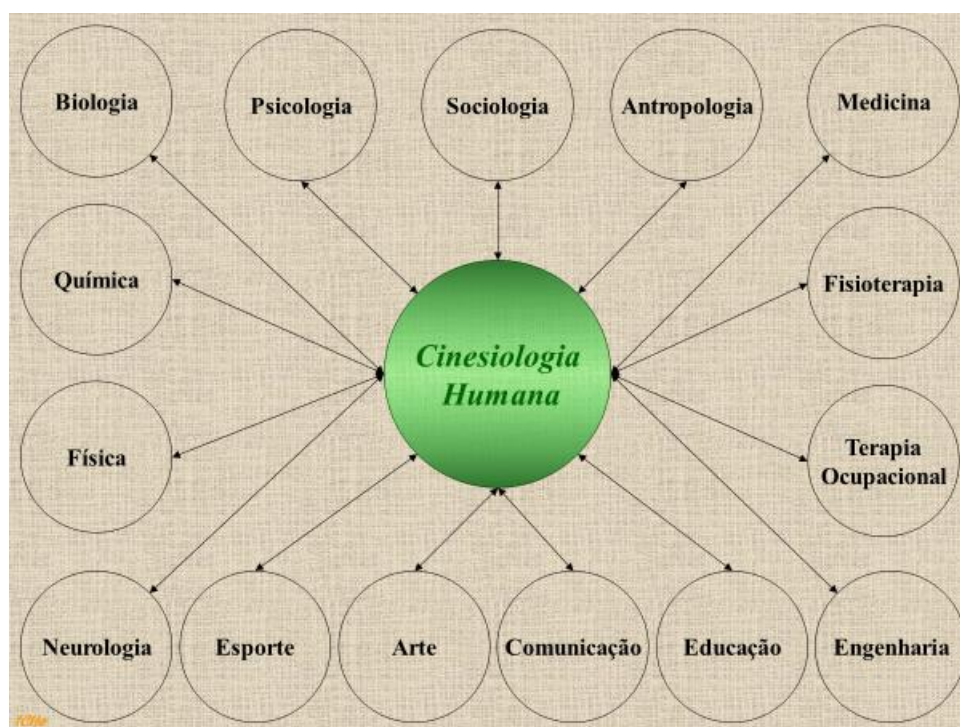 Biologia
Psicologia
Sociologia
Antropologia
Medicina
Química
Fisioterapia
Cinesiologia
Humana
Física
Terapia
Ocupacional
Neurologia
Esporte
Arte
Comunicação
Educação
Engenharia